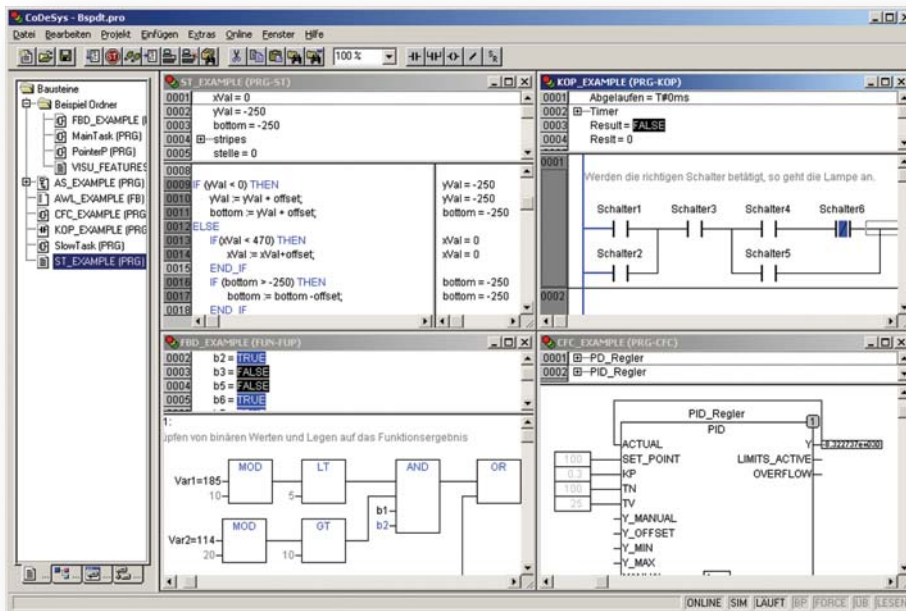 CoDeSys - Bspdt.pro
Datei Bearbeiten Projekt Einfügen Extras Online Fenster Hilfe
100 %
Bausteine
Beispiel Ordner
FBD_EXAMPLE (
MainTask (PRG)
PointerP (PRG)
VISU_FEATURES
AS_EXAMPLE (PRG)
AWL_EXAMPLE (FB)
CFC_EXAMPLE (PRG
KOP_EXAMPLE (PRG
SlowTask (PRG)
ST_EXAMPLE (PRG)
ST_EXAMPLE (PRG-ST)
0001 xVal = 0
0002 yVal = -250
0003 bottom = -250
0004 stripes
0005 stelle = 0
0008
0009 IF (yVal < 0) THEN yVal = -250
0010 yVal := yVal + offset; yVal = -250
0011 bottom := yVal + offset; bottom = -250
0012 ELSE
0013 IF(xVal < 470) THEN xVal = 0
0014 xVal := xVal+offset; xVal = 0
0015 END_IF
0016 IF (bottom > -250) THEN bottom = -250
0017 bottom := bottom -offset; bottom = -250
0018 END_IF
KOP_EXAMPLE (PRG-KOP)
0001 Abgelaufen = T#0ms
0002 Timer
0003 Result = FALSE
0004 Reslt = 0
0001
Werden die richtigen Schalter betätigt, so geht die Lampe an.
Schalter1 Schalter3 Schalter4 Schalter6
Schalter2 Schalter5
0002
FBD_EXAMPLE (FUN-FUP)
0002 b2 = TRUE
0003 b3 = FALSE
0004 b5 = FALSE
0005 b6 = TRUE
1:
üpfen von binären Werten und Legen auf das Funktionsergebnis
MOD LT AND OR
Var1=185
10 5
b1
b2
MOD GT
Var2=114
20 10
CFC_EXAMPLE (PRG-CFC)
0001 PD_Regler
0002 PID_Regler
PID_Regler
1
PID
ACTUAL Y
100 SET_POINT LIMITS_ACTIVE
0.3 KP OVERFLOW
100 TN
25 TV
Y_MANUAL
Y_OFFSET
Y_MIN
Y_MAX
ONLINE SIM LÄUFT BP FORCE ÜB LESEN